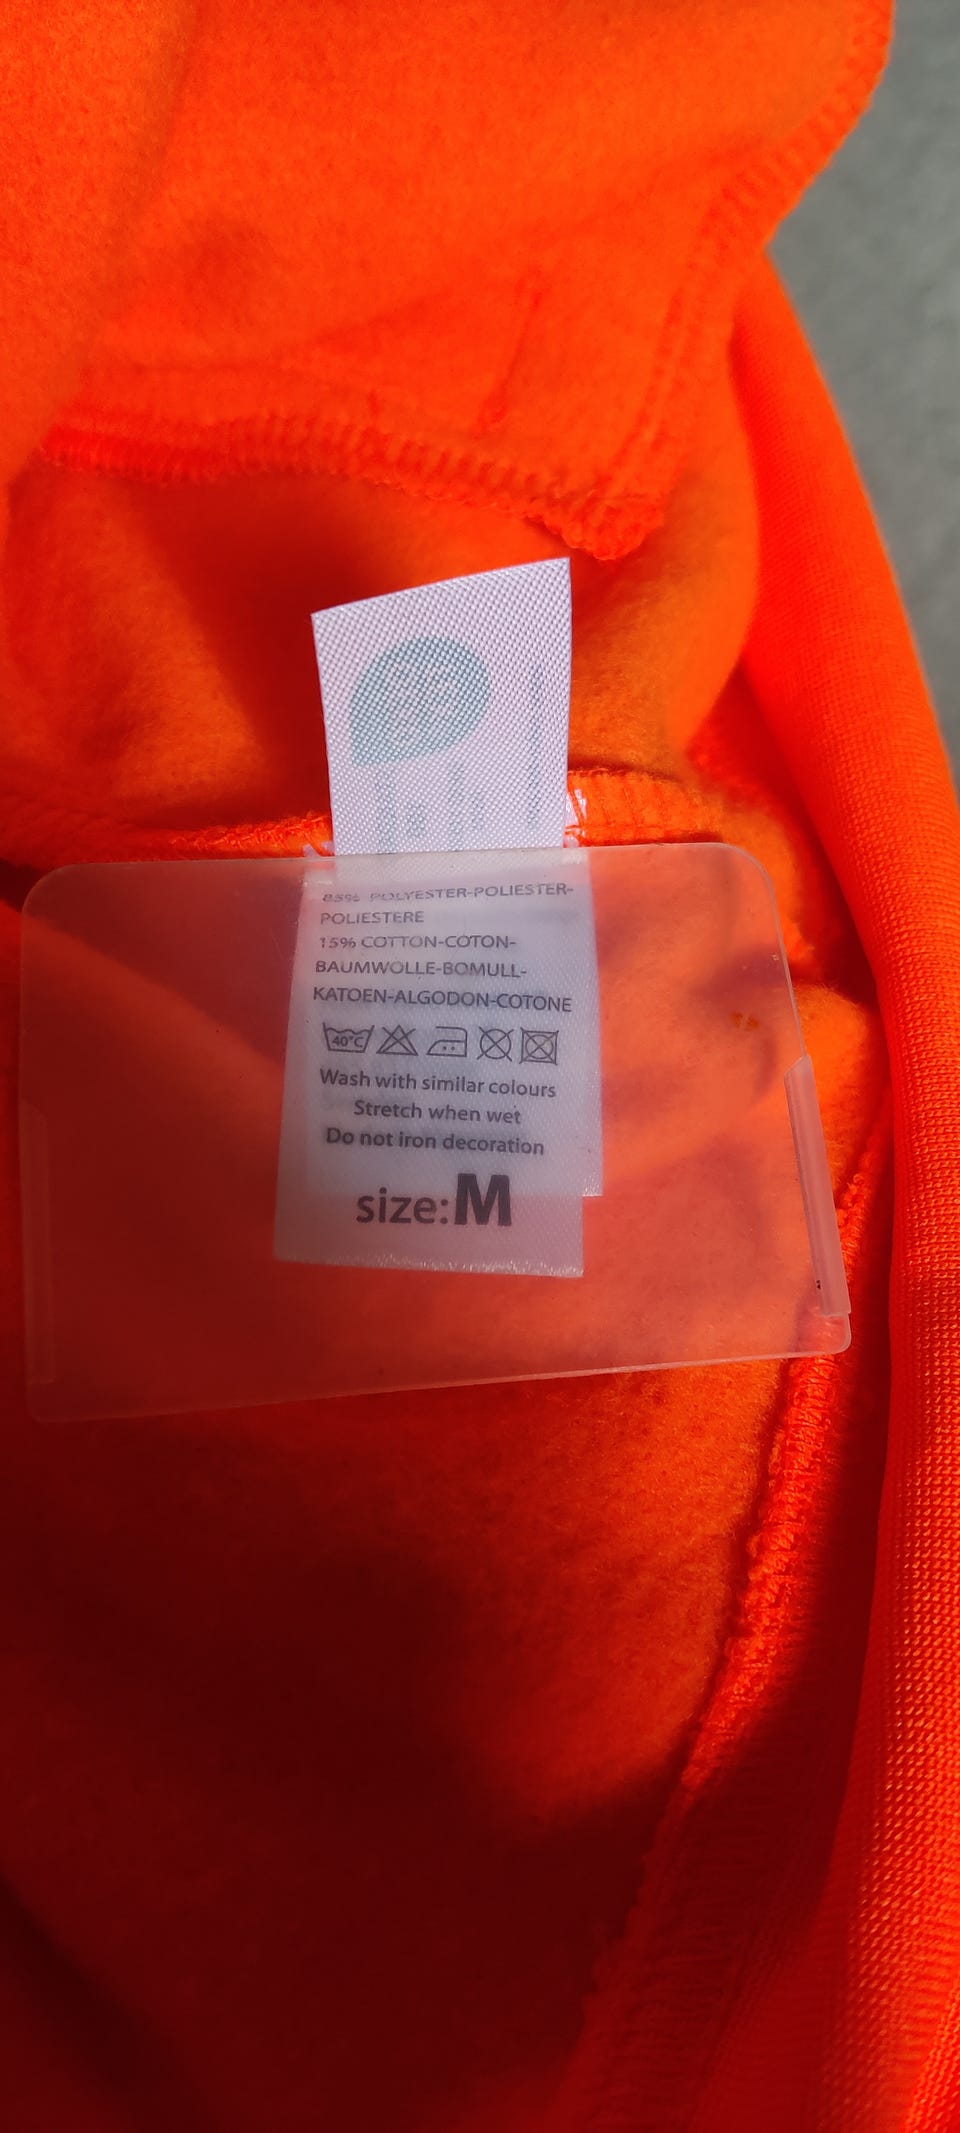 85% POLYESTER-POLIESTER-
POLIESTERE
15% COTTON-COTON-
BAUMWOLLE-BOMULL-
KATOEN-ALGODON-COTONE
40°C
Wash with similar colours
Stretch when wet
Do not iron decoration
size:M